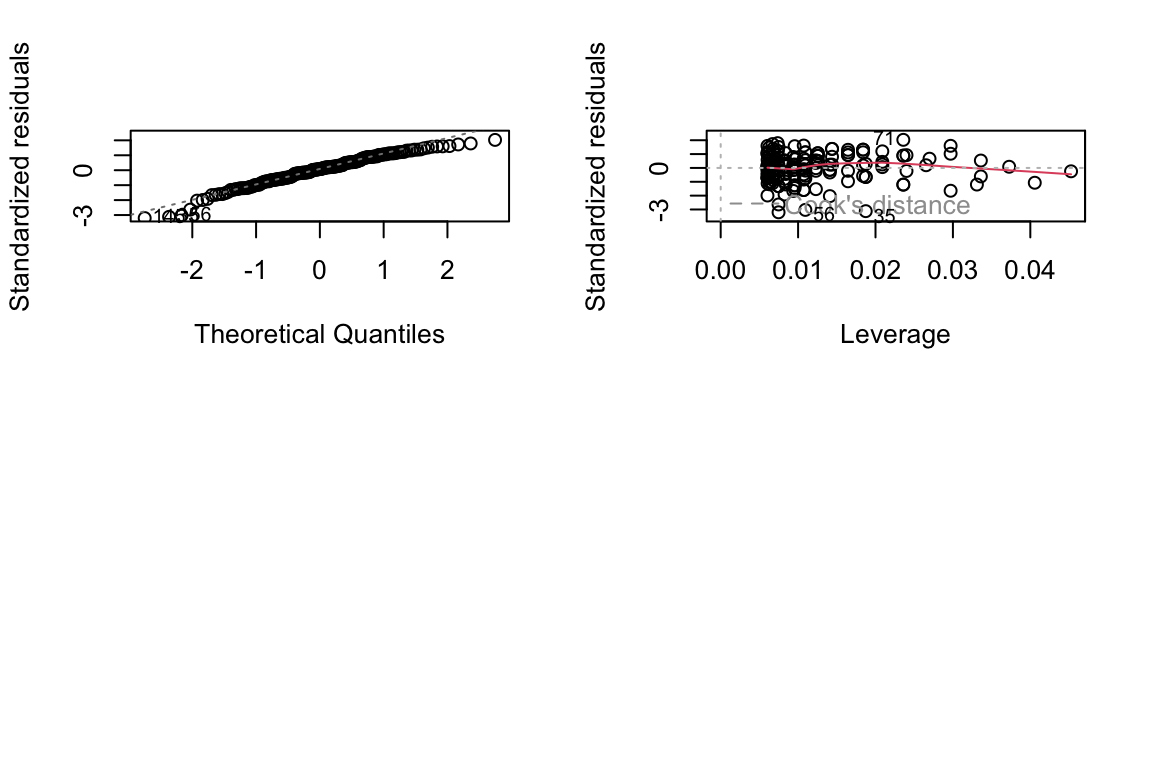 Standardized residuals
0
-3
56
-2 -1 0 1 2
Theoretical Quantiles
Standardized residuals
0
-3
71
Cook's distance
56
35
0.00 0.01 0.02 0.03 0.04
Leverage